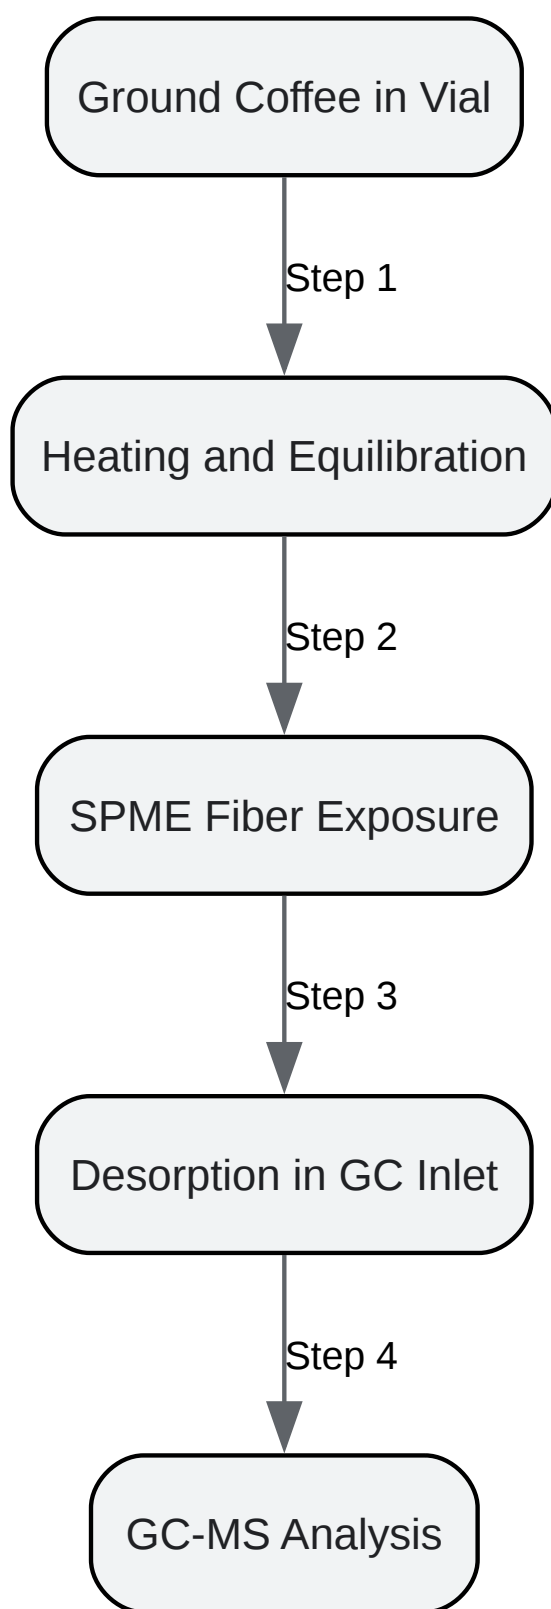 Ground Coffee in Vial
Step 1
Heating and Equilibration
Step 2
SPME Fiber Exposure
Step 3
Desorption in GC Inlet
Step 4
GC-MS Analysis